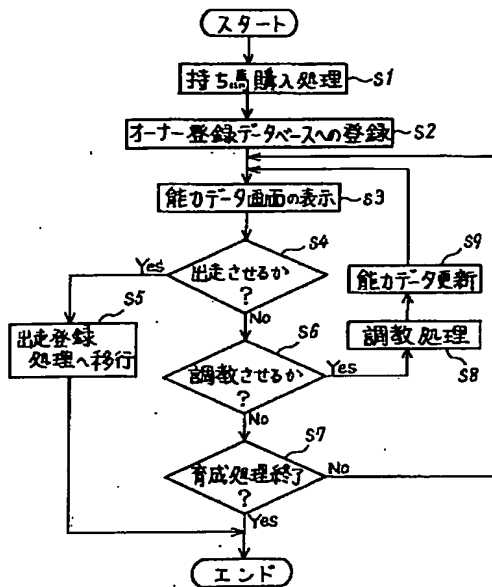 スタート
持ち馬購入処理
S1
オーナー登録データベースへの登録
S2
能力データ画面の表示
S3
出走させるか
?
S4
Yes
No
出走登録
処理へ移行
S5
調教させるか
?
S6
Yes
No
調教処理
S8
能力データ更新
S9
育成処理終了
?
S7
No
Yes
エンド